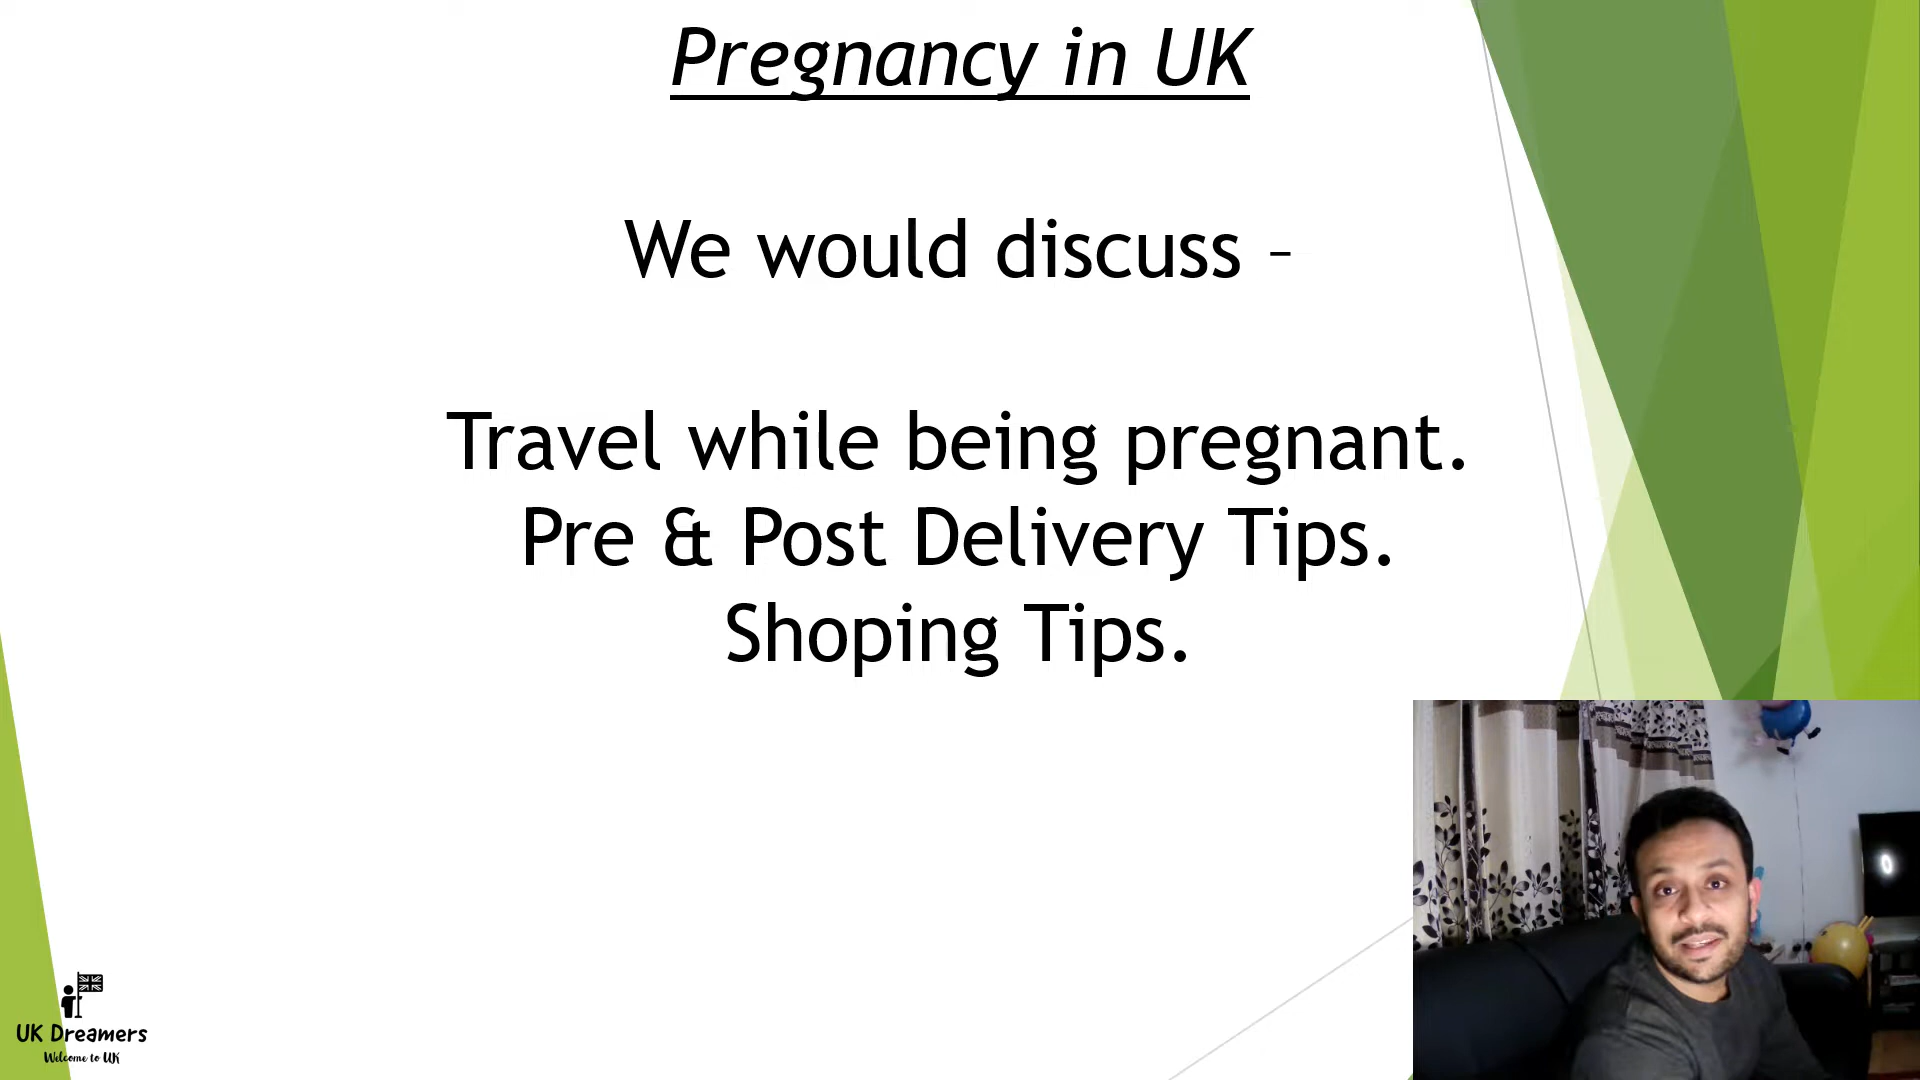 Pregnancy in UK
We would discuss –
Travel while being pregnant.
Pre & Post Delivery Tips.
Shoping Tips.
UK Dreamers
Welcome to UK